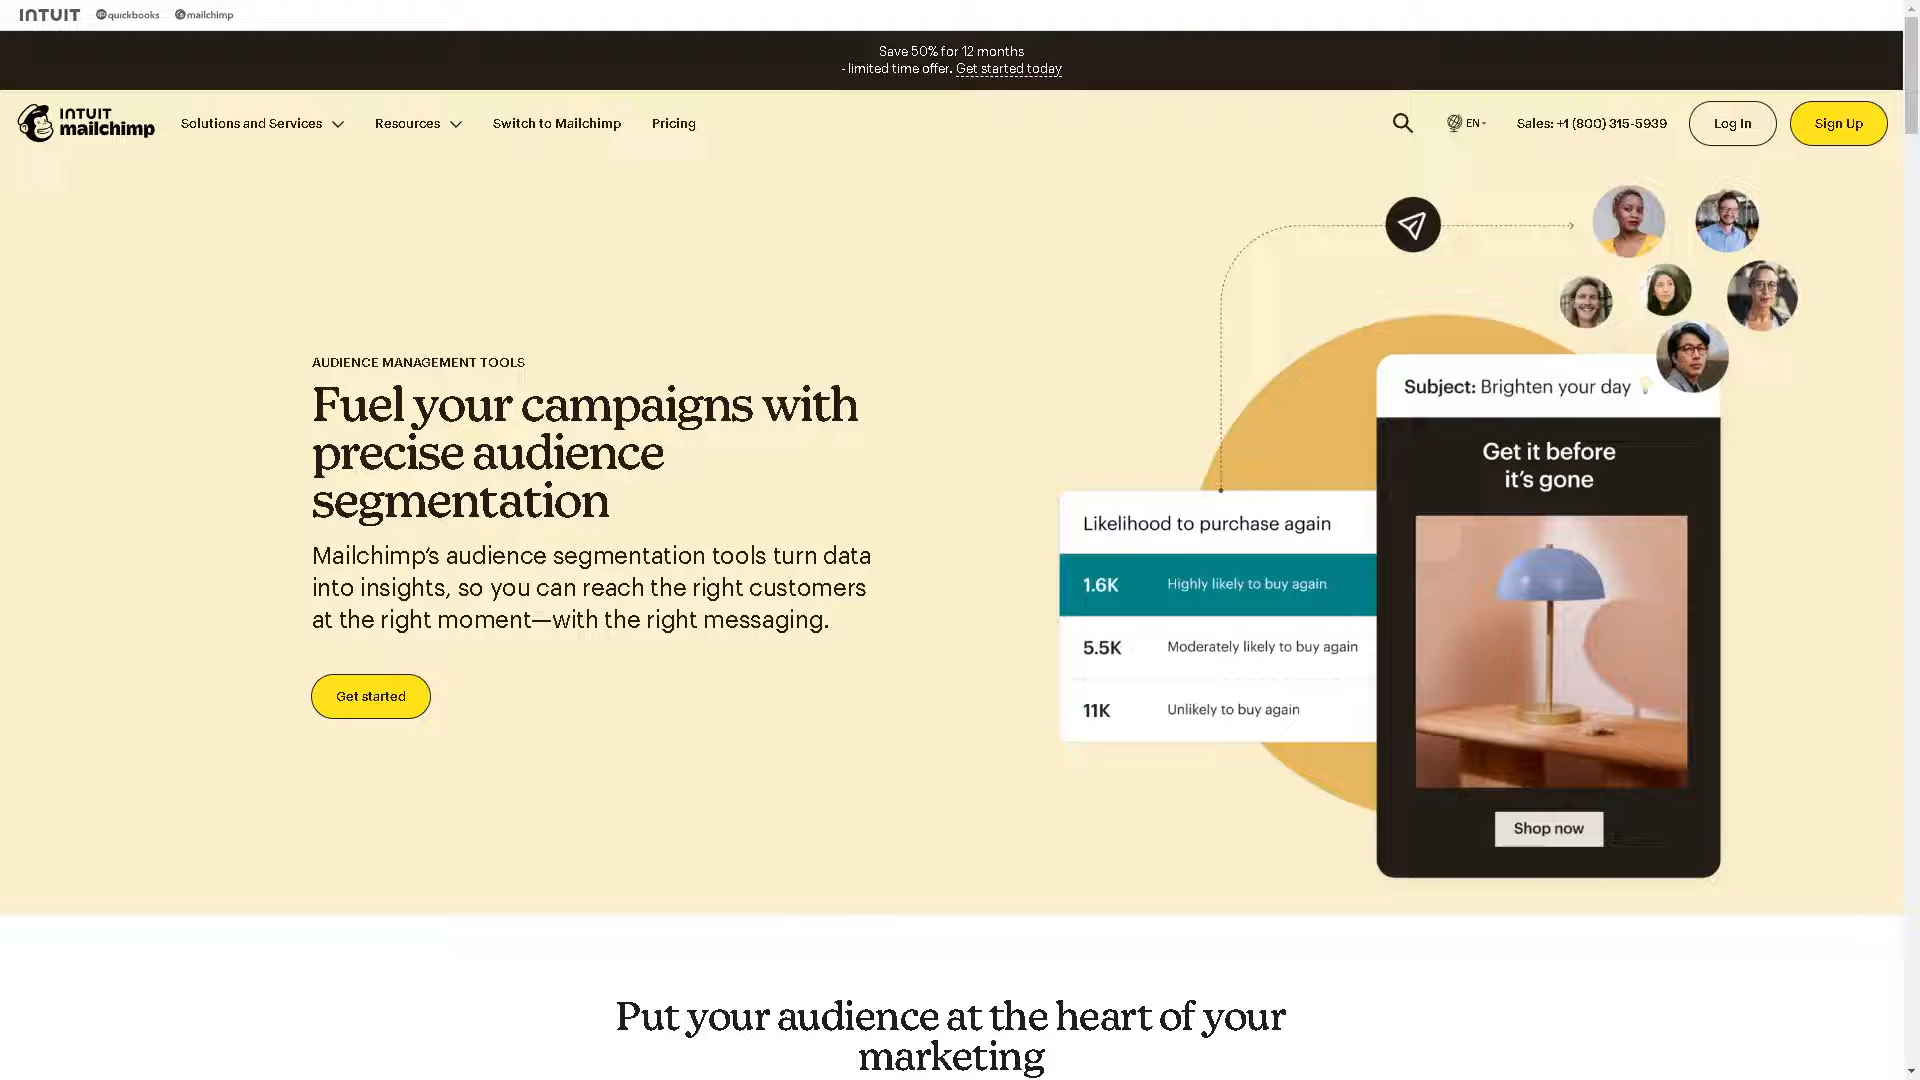 INTUIT quickbooks mailchimp
Save 50% for 12 months
- limited time offer. Get started today
INTUIT
mailchimp
Solutions and Services Resources Switch to Mailchimp Pricing EN Sales: +1 (800) 315-5939 Log In Sign Up
AUDIENCE MANAGEMENT TOOLS
Fuel your campaigns with
precise audience
segmentation
Mailchimp's audience segmentation tools turn data
into insights, so you can reach the right customers
at the right moment—with the right messaging.
Get started
Subject: Brighten your day
Get it before
it's gone
Likelihood to purchase again
1.6K Highly likely to buy again
5.5K Moderately likely to buy again
11K Unlikely to buy again
Shop now
Put your audience at the heart of your
marketing